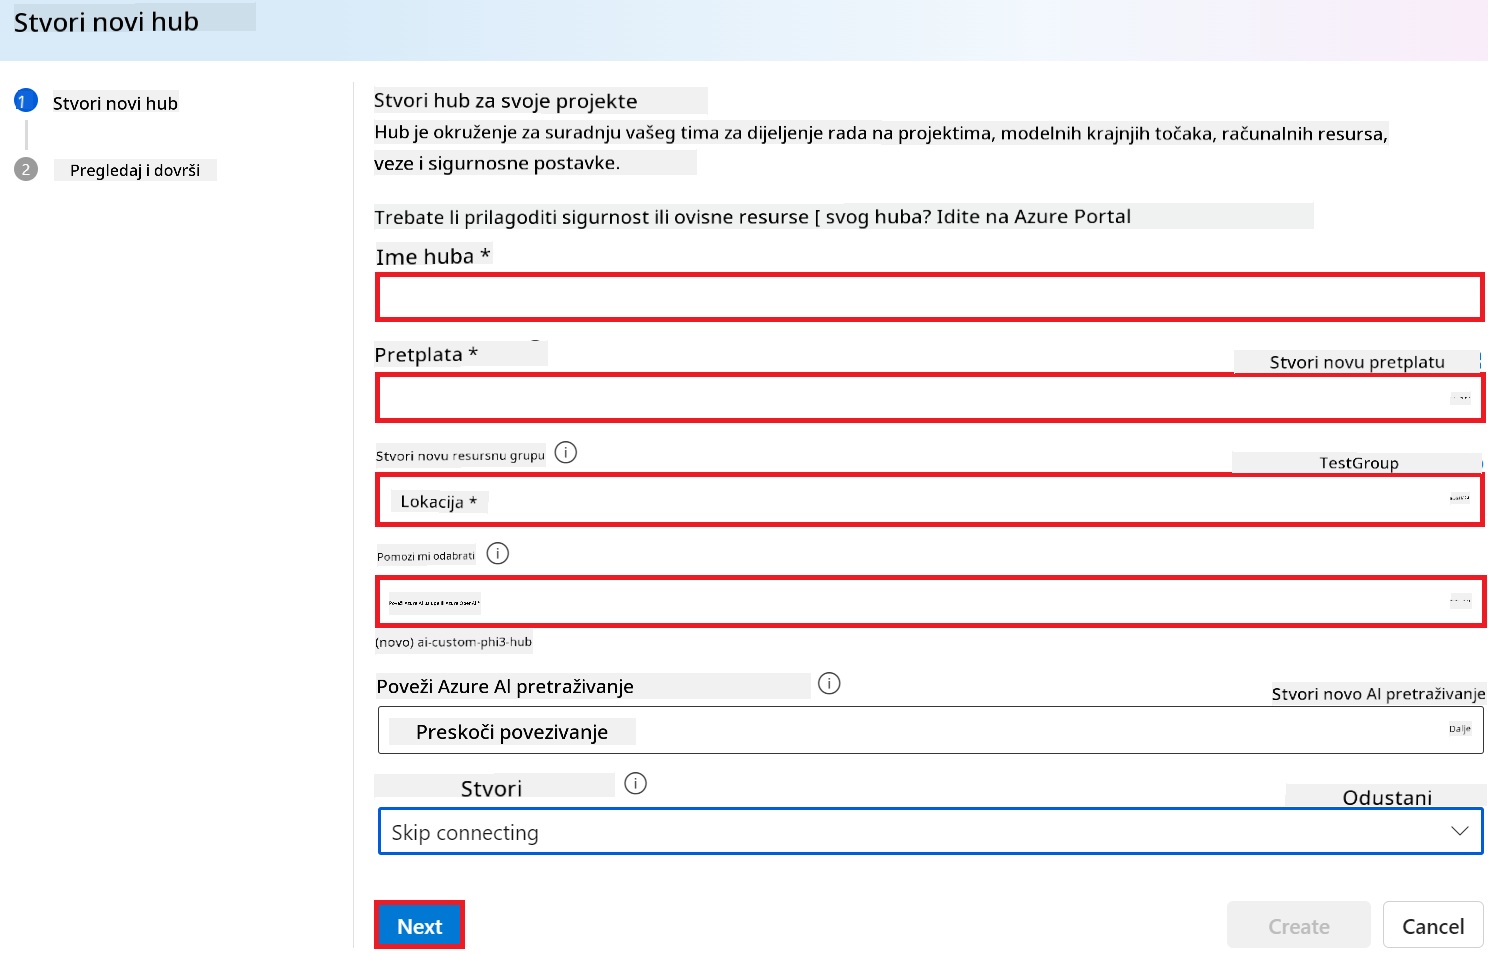 Stvori novi hub
1 Stvori novi hub
2 Pregledaj i dovrši
Stvori hub za svoje projekte
Hub je okruženje za suradnju vašeg tima za dijeljenje rada na projektima, modelnih krajnjih točaka, računalnih resursa,
veze i sigurnosne postavke.
Trebate li prilagoditi sigurnost ili ovisne resurse [ svog huba? Idite na Azure Portal
Ime huba *
Pretplata *
Stvori novu pretplatu
Stvori novu resursnu grupu
TestGroup
Lokacija *
Pomozi mi odabrati
(novo) ai-custom-phi3-hub
Poveži Azure AI pretraživanje
Stvori novo AI pretraživanje
Preskoči povezivanje
Dalje
Stvori
Odustani
Skip connecting
Next
Create
Cancel